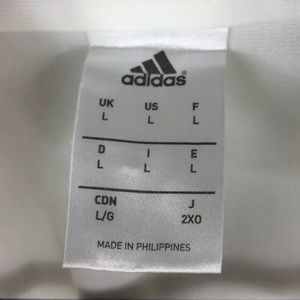 adidas
UK US F
L L L
D I E
L L L
CDN J
L/G 2XO
MADE IN PHILIPPINES